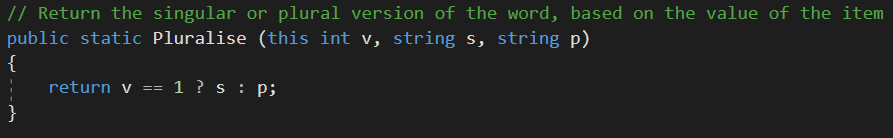 // Return the singular or plural version of the word, based on the value of the item
public static Pluralise (this int v, string s, string p)
{
    return v == 1 ? s : p;
}